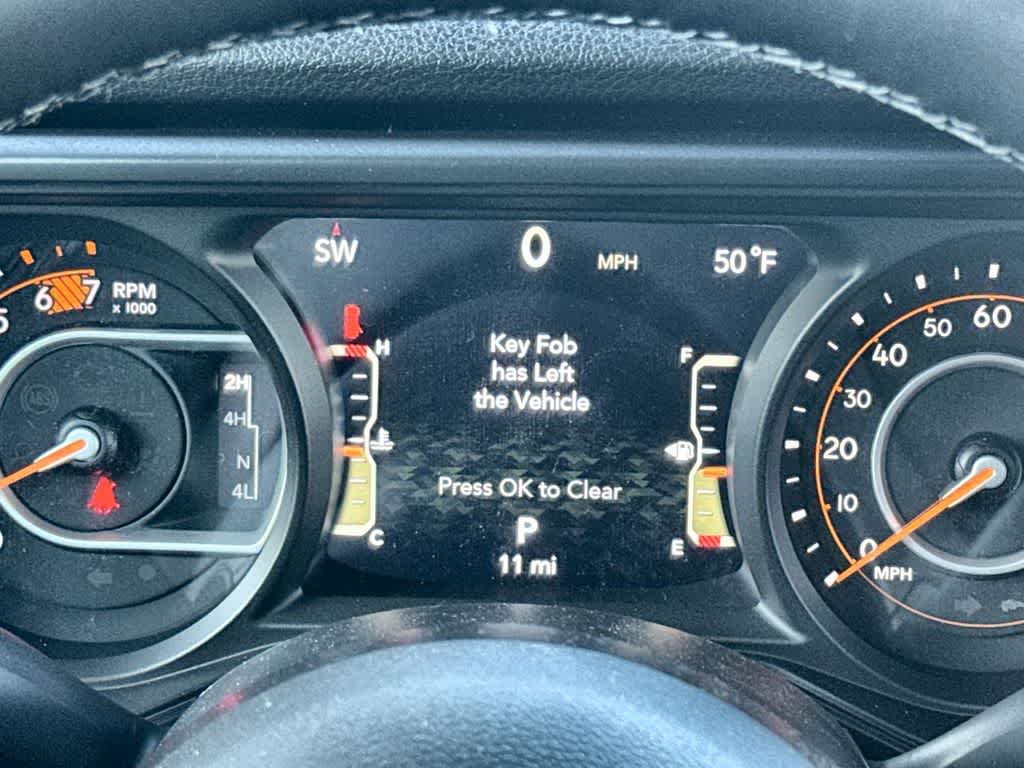 SW
0 MPH
50°F
6 7 RPM
x 1000
5
H
Key Fob
has Left
the Vehicle
F
2H
4H
N
4L
Press OK to Clear
C
P
E
11 mi
60
50
40
30
20
10
0
MPH